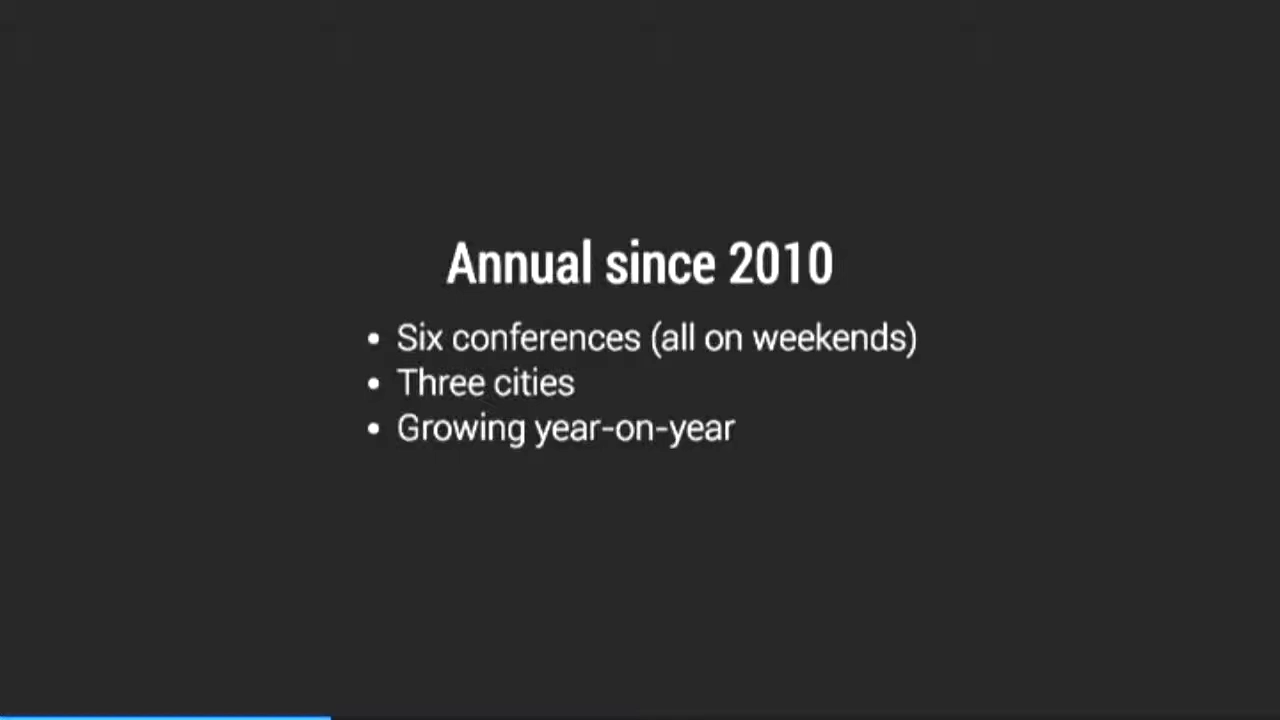 Annual since 2010
• Six conferences (all on weekends)
• Three cities
• Growing year-on-year